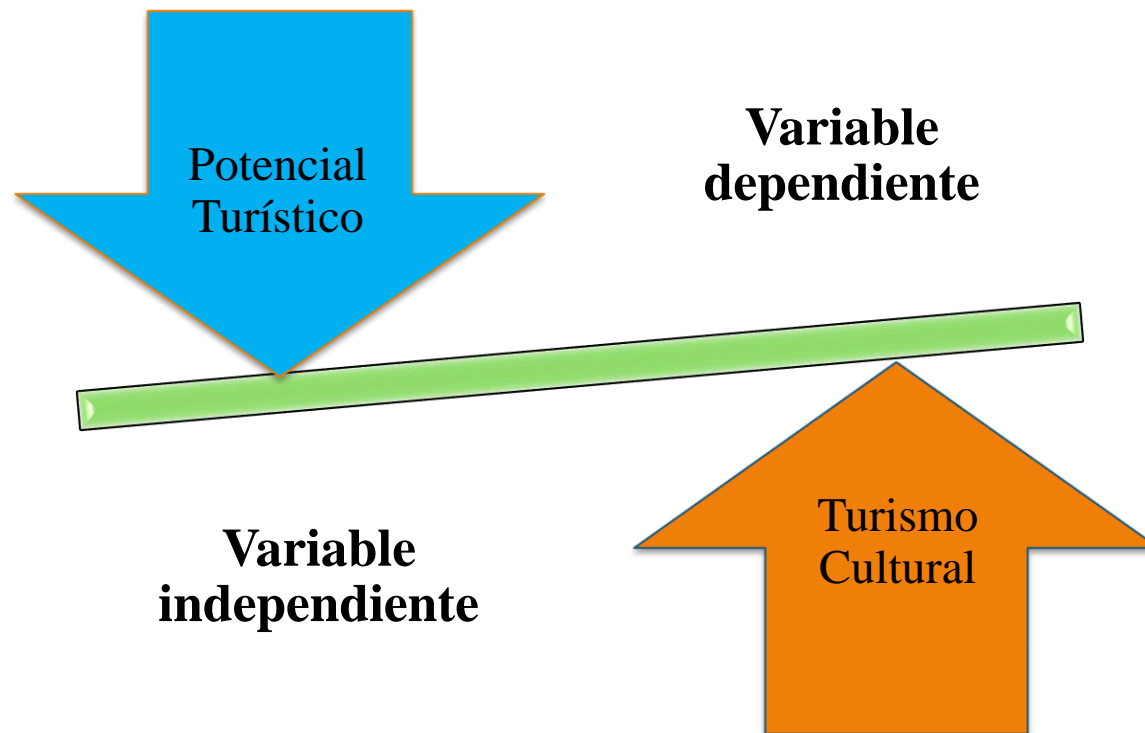 Potencial
Turístico
Variable
dependiente
Variable
independiente
Turismo
Cultural